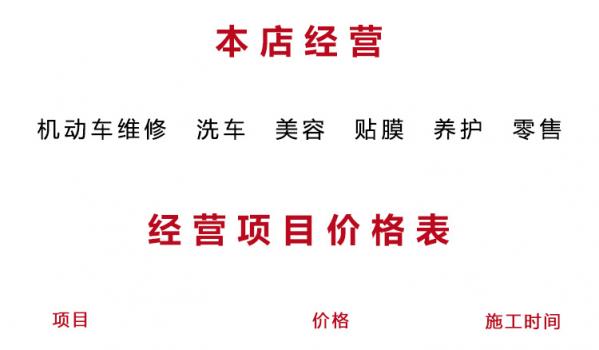 本店经营
机动车维修 洗车 美容 贴膜 养护 零售
经营项目价格表
项目 价格 施工时间